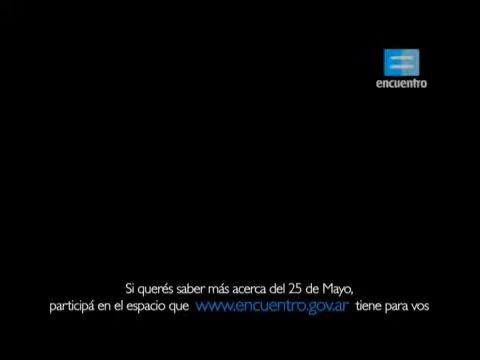 encuentro
Si querés saber más acerca del 25 de Mayo,
participá en el espacio que www.encuentro.gov.ar tiene para vos